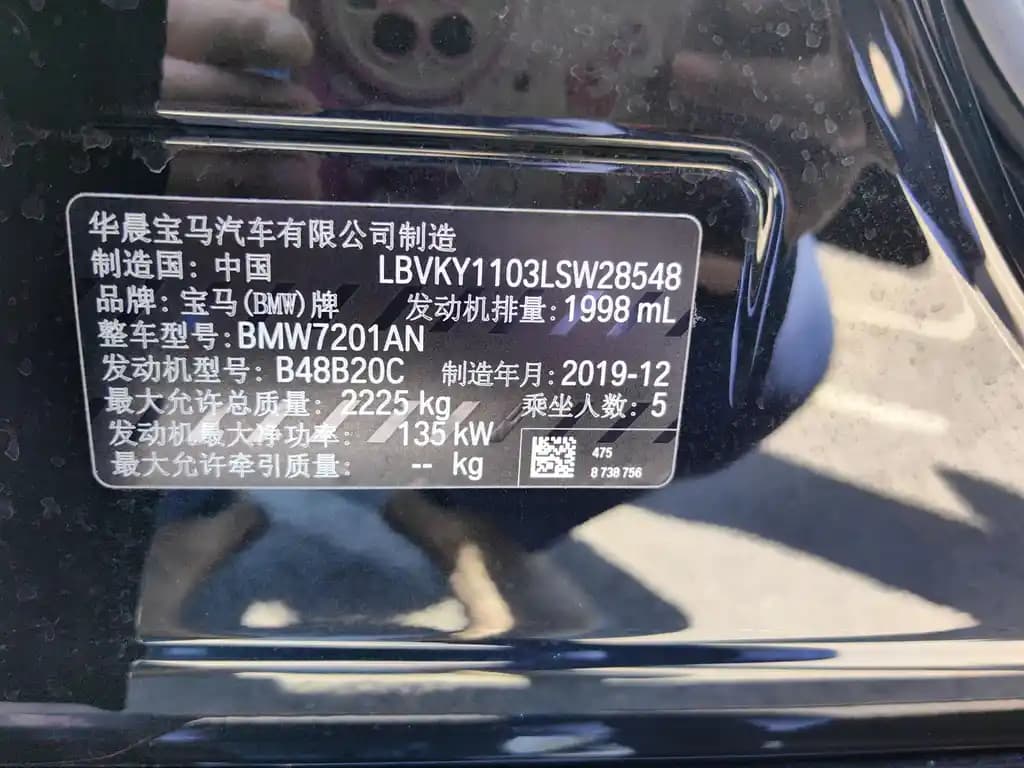 华晨宝马汽车有限公司制造
制造国: 中国 LBVKY1103LSW28548
品牌: 宝马(BMW)牌 发动机排量: 1998 mL
整车型号: BMW7201AN
发动机型号: B48B20C 制造年月: 2019-12
最大允许总质量: 2225 kg 乘坐人数: 5
发动机最大净功率: 135 kW
最大允许牵引质量: -- kg
475
8 738 756